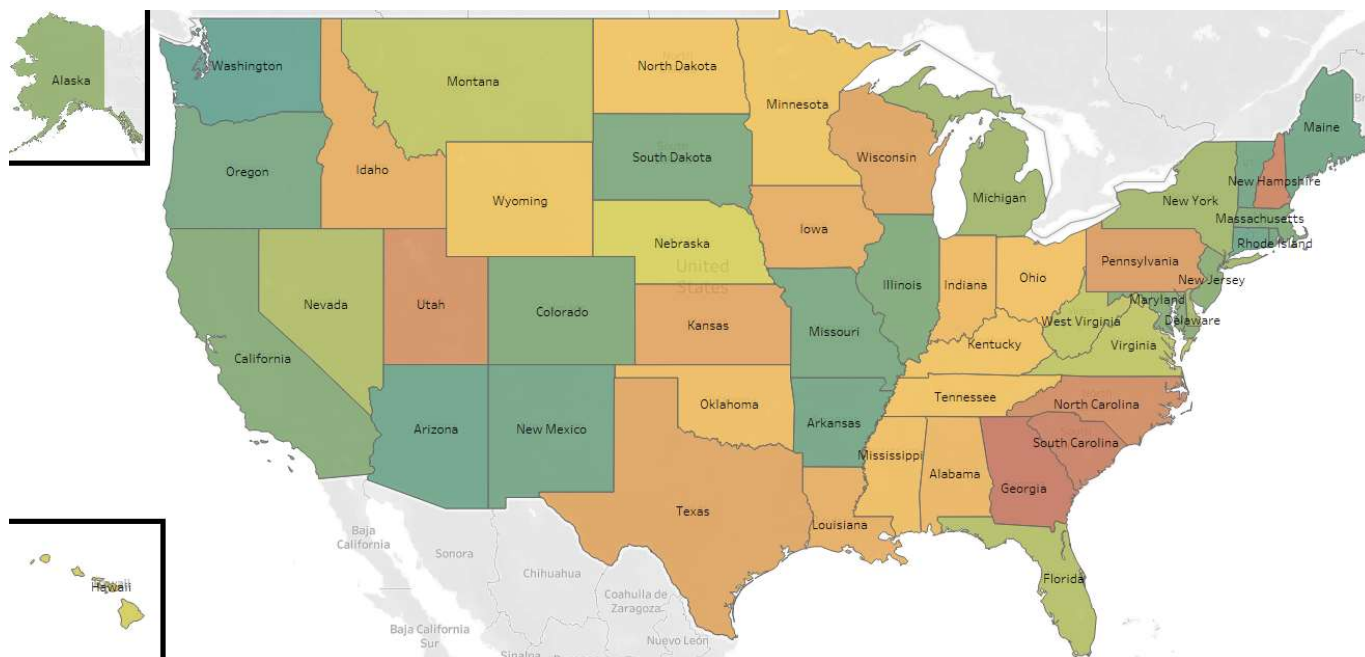 Alaska
Washington
Montana
North Dakota
Minnesota
Maine
Oregon
Idaho
South Dakota
Wisconsin
Michigan
New York
New Hampshire
Massachusetts
Rhode Island
Wyoming
Nebraska
Iowa
United
States
Pennsylvania
New Jersey
Nevada
Utah
Colorado
Kansas
Missouri
Illinois
Indiana
Ohio
Maryland
Delaware
West Virginia
Virginia
Kentucky
California
Arizona
New Mexico
Oklahoma
Arkansas
Tennessee
North Carolina
South Carolina
Mississippi
Alabama
Georgia
Texas
Louisiana
Florida
Hawaii
Baja
California
Sonora
Chihuahua
Coahuila de
Zaragoza
Baja California
Sur
Sinaloa
Nuevo León